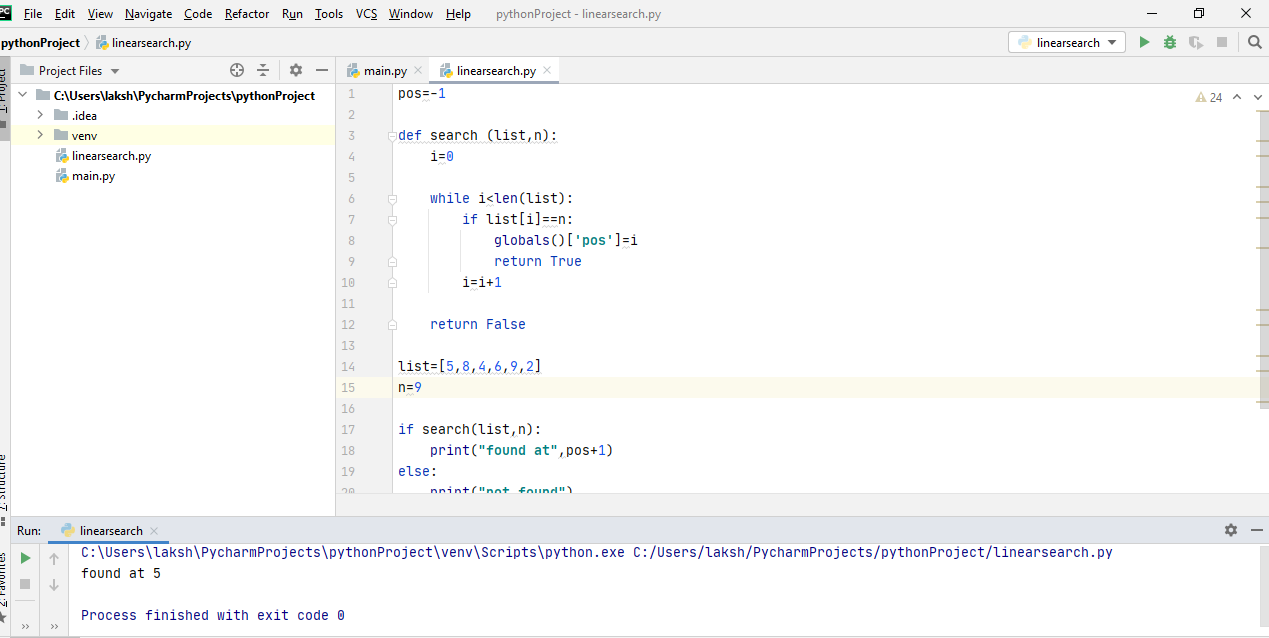 PC File Edit View Navigate Code Refactor Run Tools VCS Window Help pythonProject - linearsearch.py
pythonProject linearsearch.py linearsearch
1: Project
Project Files
C:\Users\laksh\PycharmProjects\pythonProject
.idea
venv
linearsearch.py
main.py
main.py linearsearch.py
24
1 pos=-1
2
3 def search (list,n):
4 i=0
5
6 while i<len(list):
7 if list[i]==n:
8 globals()['pos']=i
9 return True
10 i=i+1
11
12 return False
13
14 list=[5,8,4,6,9,2]
15 n=9
16
17 if search(list,n):
18 print("found at",pos+1)
19 else:
20 print("not found")
Z: Structure
2: Favorites
Run: linearsearch
C:\Users\laksh\PycharmProjects\pythonProject\venv\Scripts\python.exe C:/Users/laksh/PycharmProjects/pythonProject/linearsearch.py
found at 5
Process finished with exit code 0